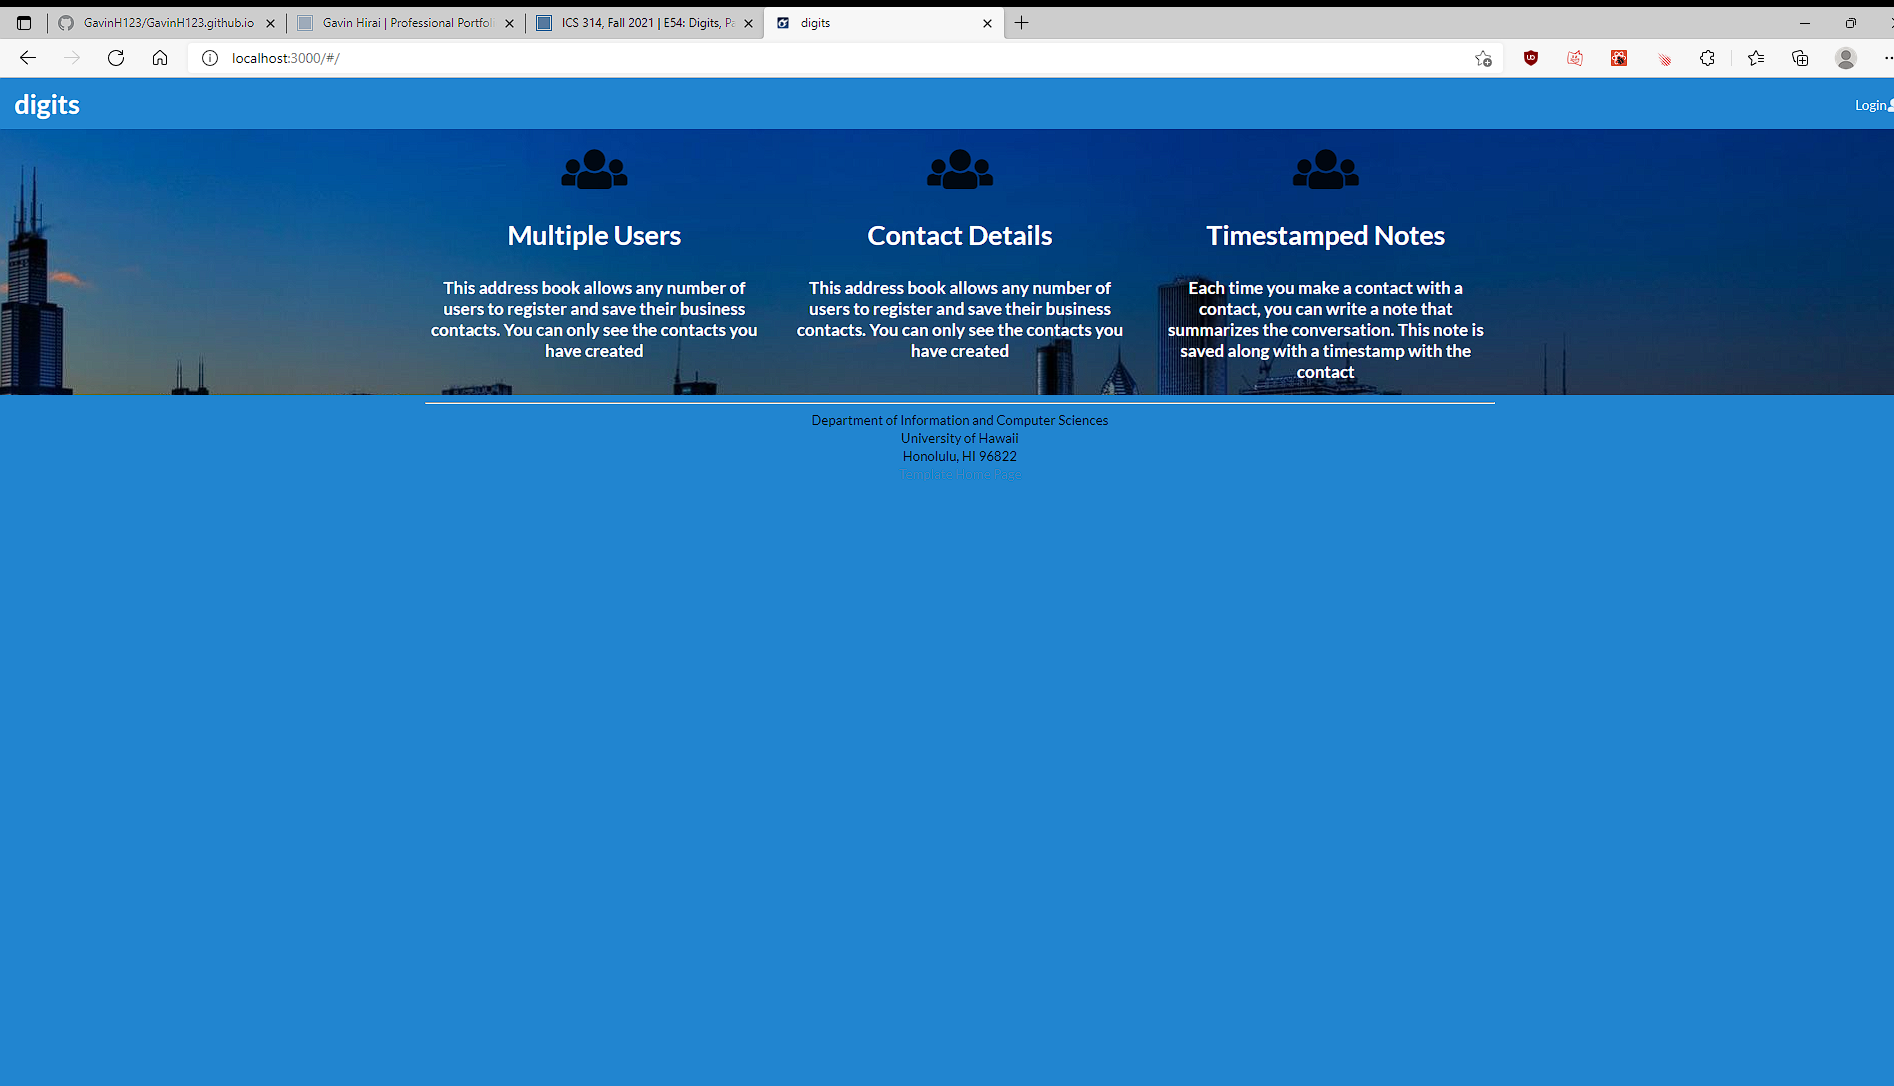 GavinH123/GavinH123.github.io
Gavin Hirai | Professional Portfol
ICS 314, Fall 2021 | E54: Digits, Pa
digits
localhost:3000/#/
digits
Login
Multiple Users
This address book allows any number of
users to register and save their business
contacts. You can only see the contacts you
have created
Contact Details
This address book allows any number of
users to register and save their business
contacts. You can only see the contacts you
have created
Timestamped Notes
Each time you make a contact with a
contact, you can write a note that
summarizes the conversation. This note is
saved along with a timestamp with the
contact
Department of Information and Computer Sciences
University of Hawaii
Honolulu, HI 96822
Template Home Page